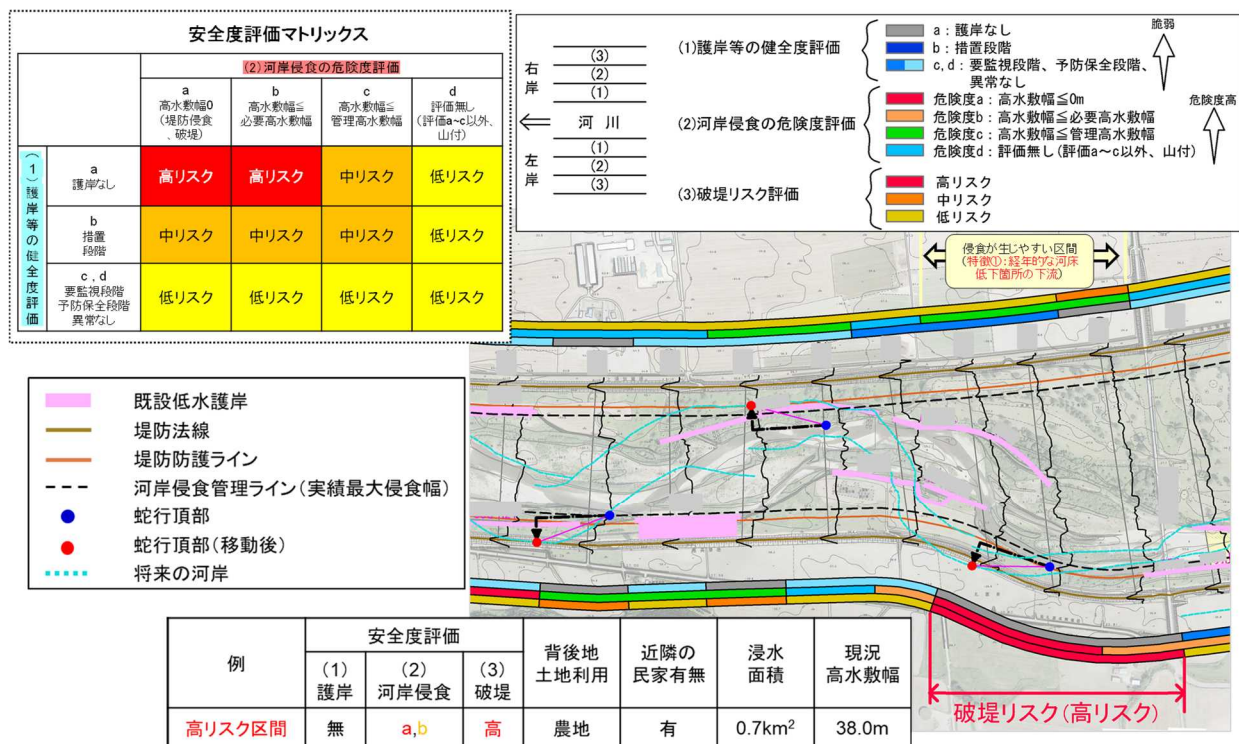 安全度評価マトリックス
(2)河岸侵食の危険度評価
a
高水敷幅0
(堤防侵食、破堤)
b
高水敷幅≦
必要高水敷幅
c
高水敷幅≦
管理高水敷幅
d
評価無し
(評価a~c以外、山付)
(1)護岸等の健全度評価
a
護岸なし
高リスク
高リスク
中リスク
低リスク
b
措置
段階
中リスク
中リスク
中リスク
低リスク
c,d
要監視段階
予防保全段階
異常なし
低リスク
低リスク
低リスク
低リスク
右岸
(3)
(2)
(1)
河川
左岸
(1)
(2)
(3)
(1)護岸等の健全度評価
a:護岸なし
b:措置段階
c,d:要監視段階、予防保全段階、
異常なし
脆弱
(2)河岸侵食の危険度評価
危険度a:高水敷幅≦0m
危険度b:高水敷幅≦必要高水敷幅
危険度c:高水敷幅≦管理高水敷幅
危険度d:評価無し(評価a~c以外、山付)
危険度高
(3)破堤リスク評価
高リスク
中リスク
低リスク
侵食が生じやすい区間
(特徴①:経年的な河床
低下箇所の下流)
既設低水護岸
堤防法線
堤防防護ライン
河岸侵食管理ライン(実績最大侵食幅)
蛇行頂部
蛇行頂部(移動後)
将来の河岸
破堤リスク(高リスク)
例
安全度評価
(1)
護岸
(2)
河岸侵食
(3)
破堤
背後地
土地利用
近隣の
民家有無
浸水
面積
現況
高水敷幅
高リスク区間
無
a,b
高
農地
有
0.7km²
38.0m